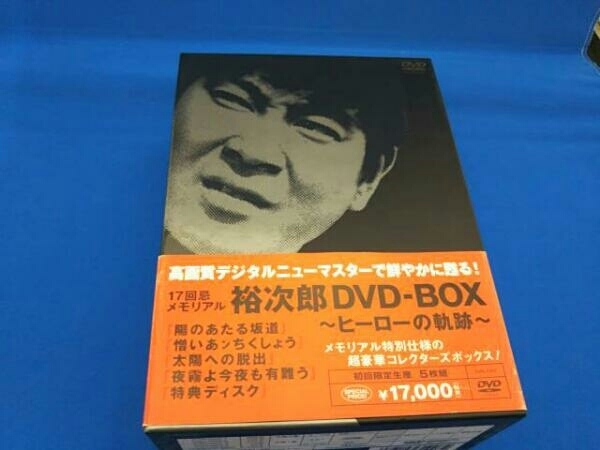 DVD
高画質デジタルニューマスターで鮮やかに甦る!
17回忌
メモリアル
裕次郎DVD-BOX
〜ヒーローの軌跡〜
「陽のあたる坂道」
「憎いあンちくしょう」
「太陽への脱出」
「夜霧よ今夜も有難う」
「特典ディスク」
メモリアル特別仕様の
超豪華コレクターズボックス!
初回限定生産 5枚組
SPECIAL PRICE!
¥17,000
DVD